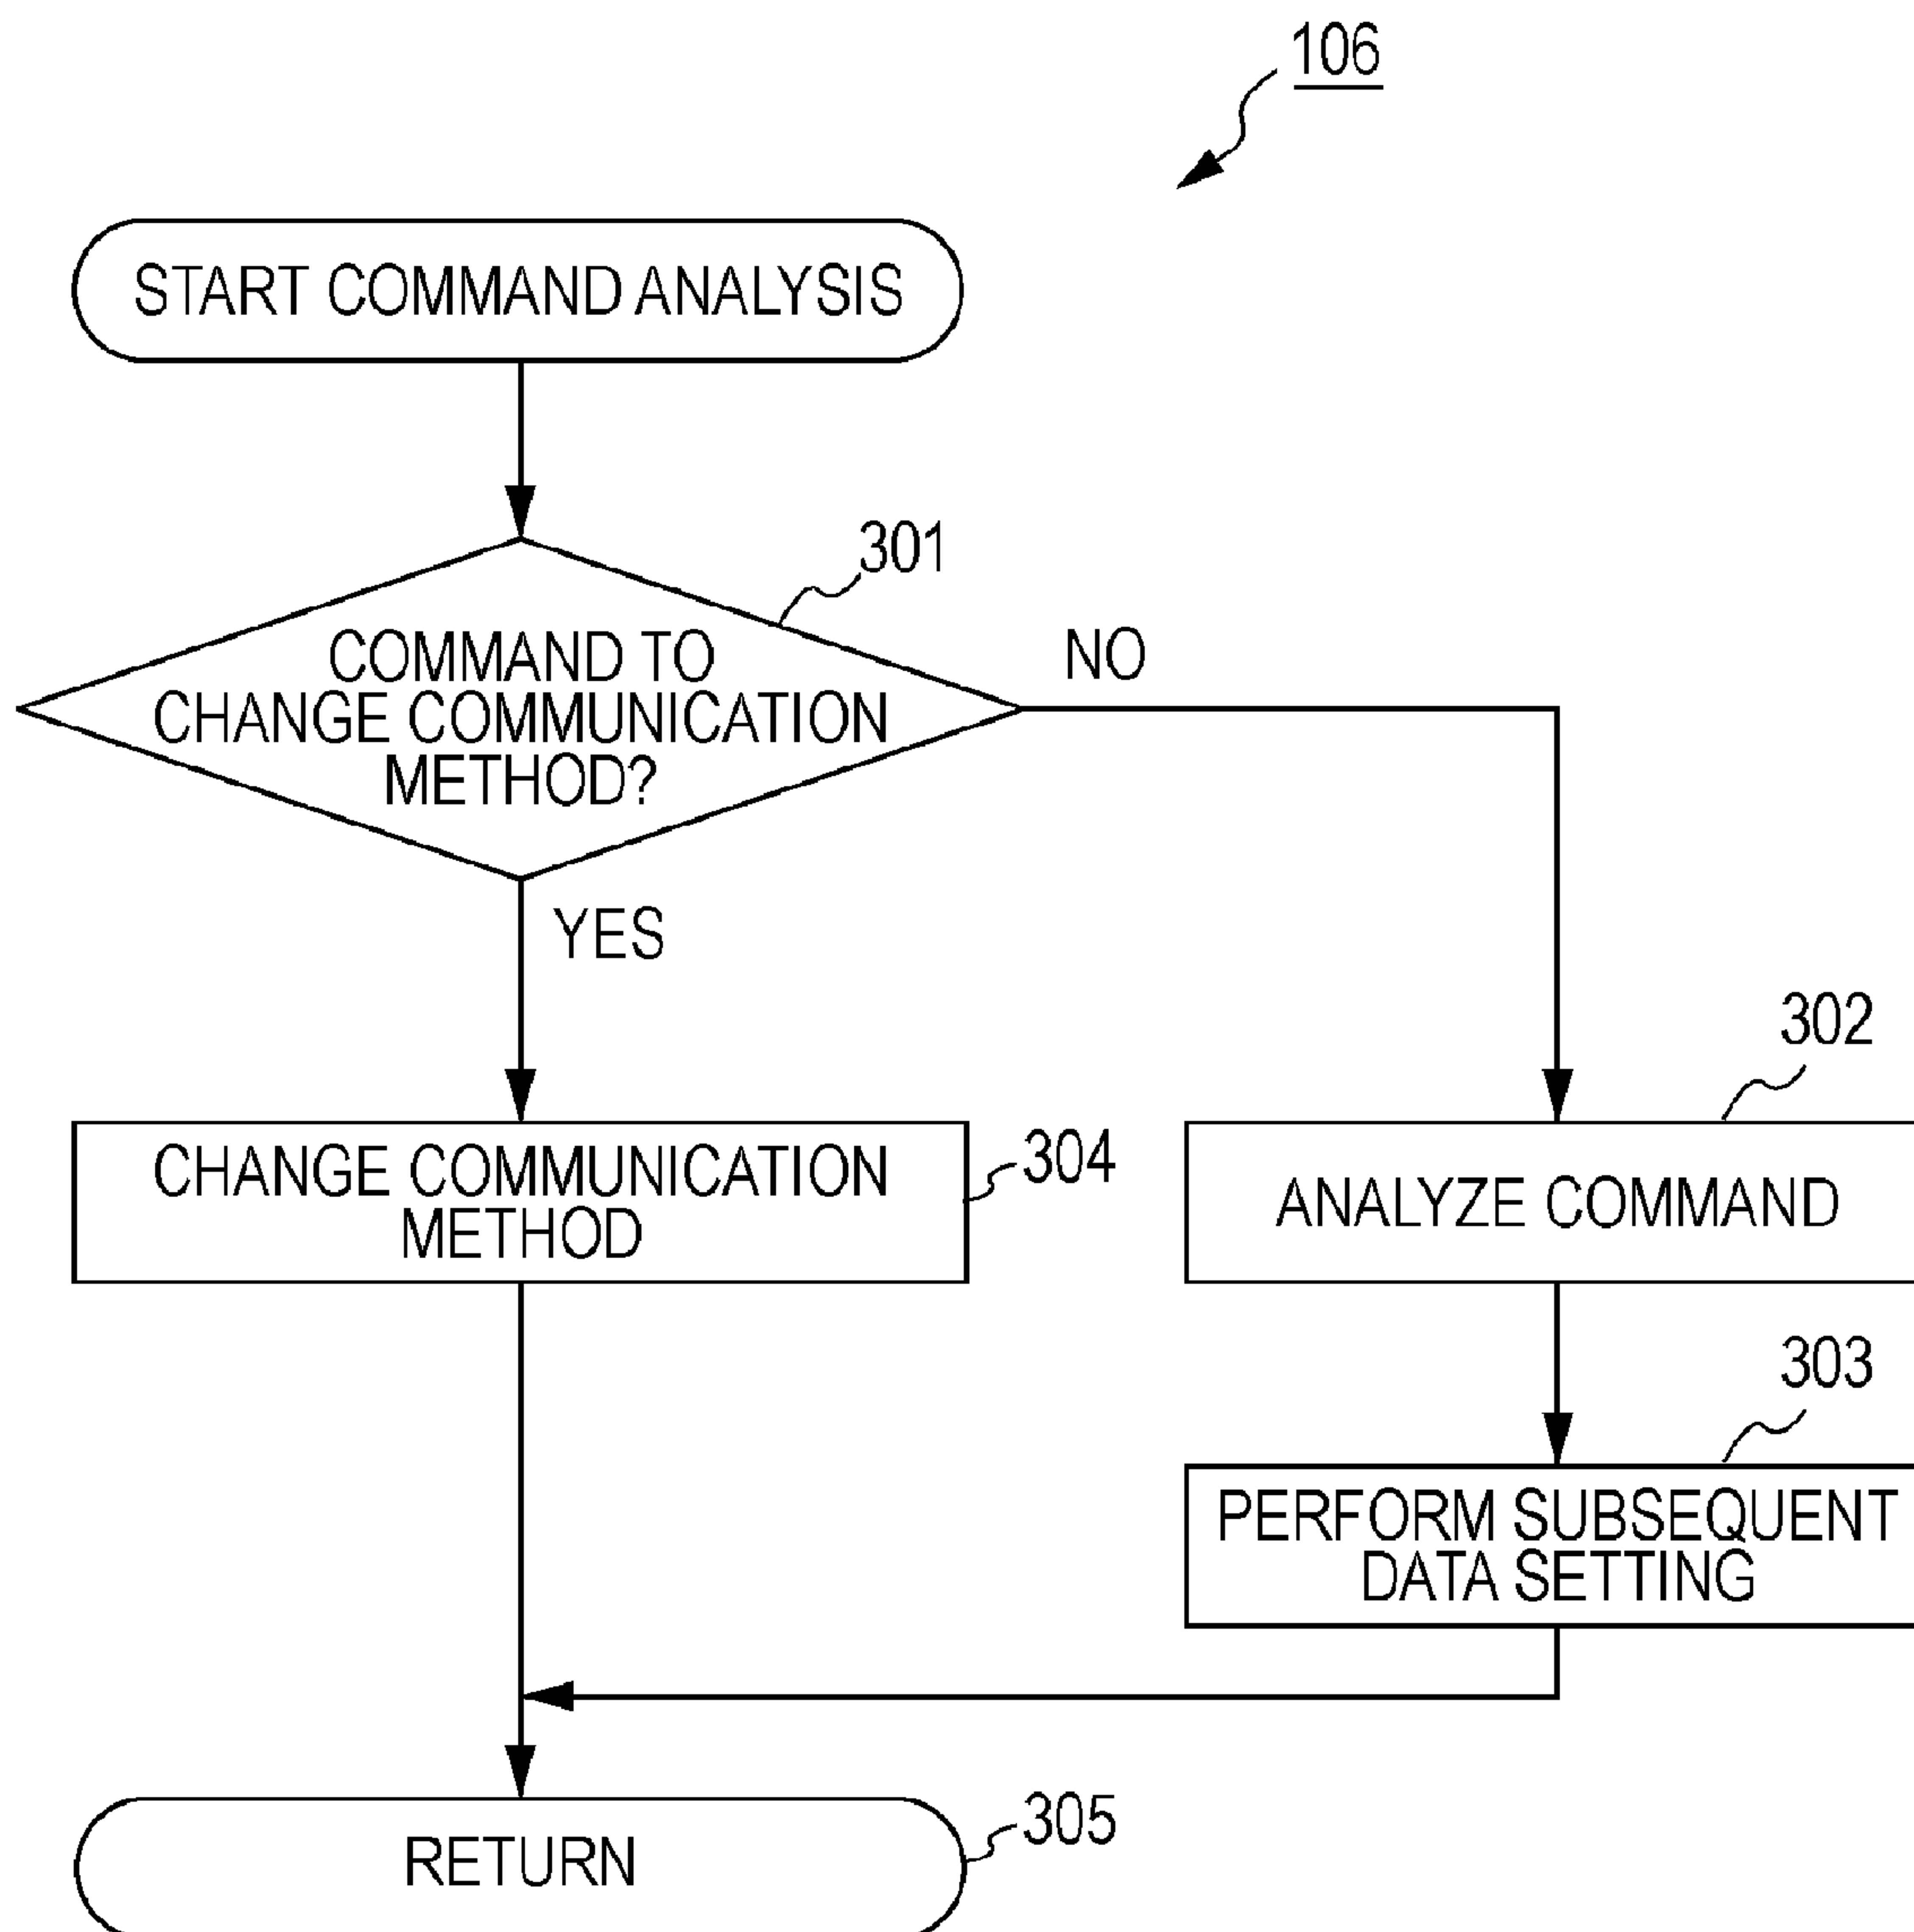 106
START COMMAND ANALYSIS
301
COMMAND TO
CHANGE COMMUNICATION
METHOD?
NO
YES
302
CHANGE COMMUNICATION
METHOD
304
ANALYZE COMMAND
303
PERFORM SUBSEQUENT
DATA SETTING
RETURN
305